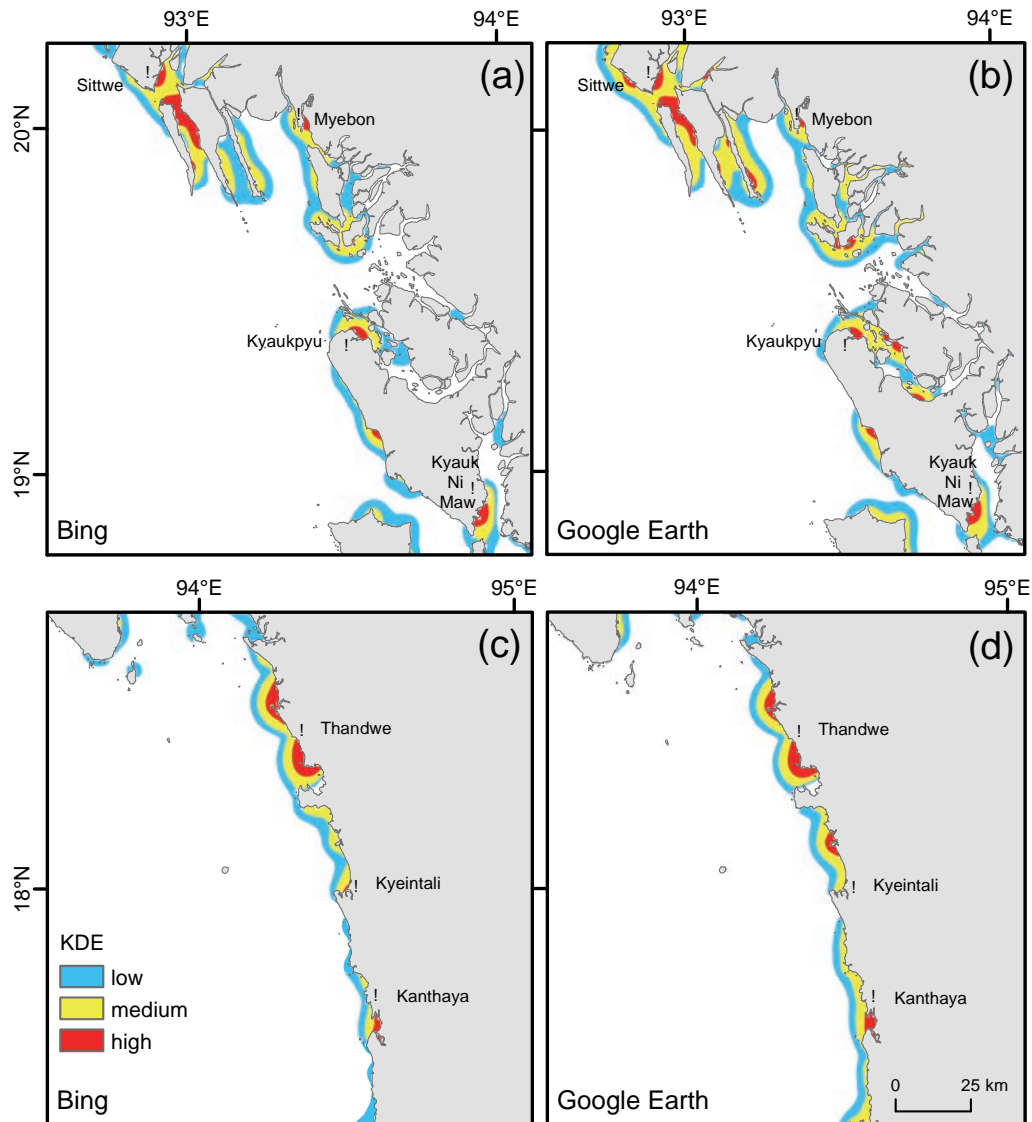 93°E
94°E
93°E
94°E
(a)
Sittwe
!
20°N
!
Myebon
Kyaukpyu
!
19°N
Kyauk
Ni
!
Maw
Bing
(b)
Sittwe
!
!
Myebon
Kyaukpyu
!
Kyauk
Ni
!
Maw
Google Earth
94°E
95°E
94°E
95°E
(c)
!
Thandwe
18°N
!
Kyeintali
!
Kanthaya
KDE
low
medium
high
Bing
(d)
!
Thandwe
!
Kyeintali
!
Kanthaya
0 25 km
Google Earth